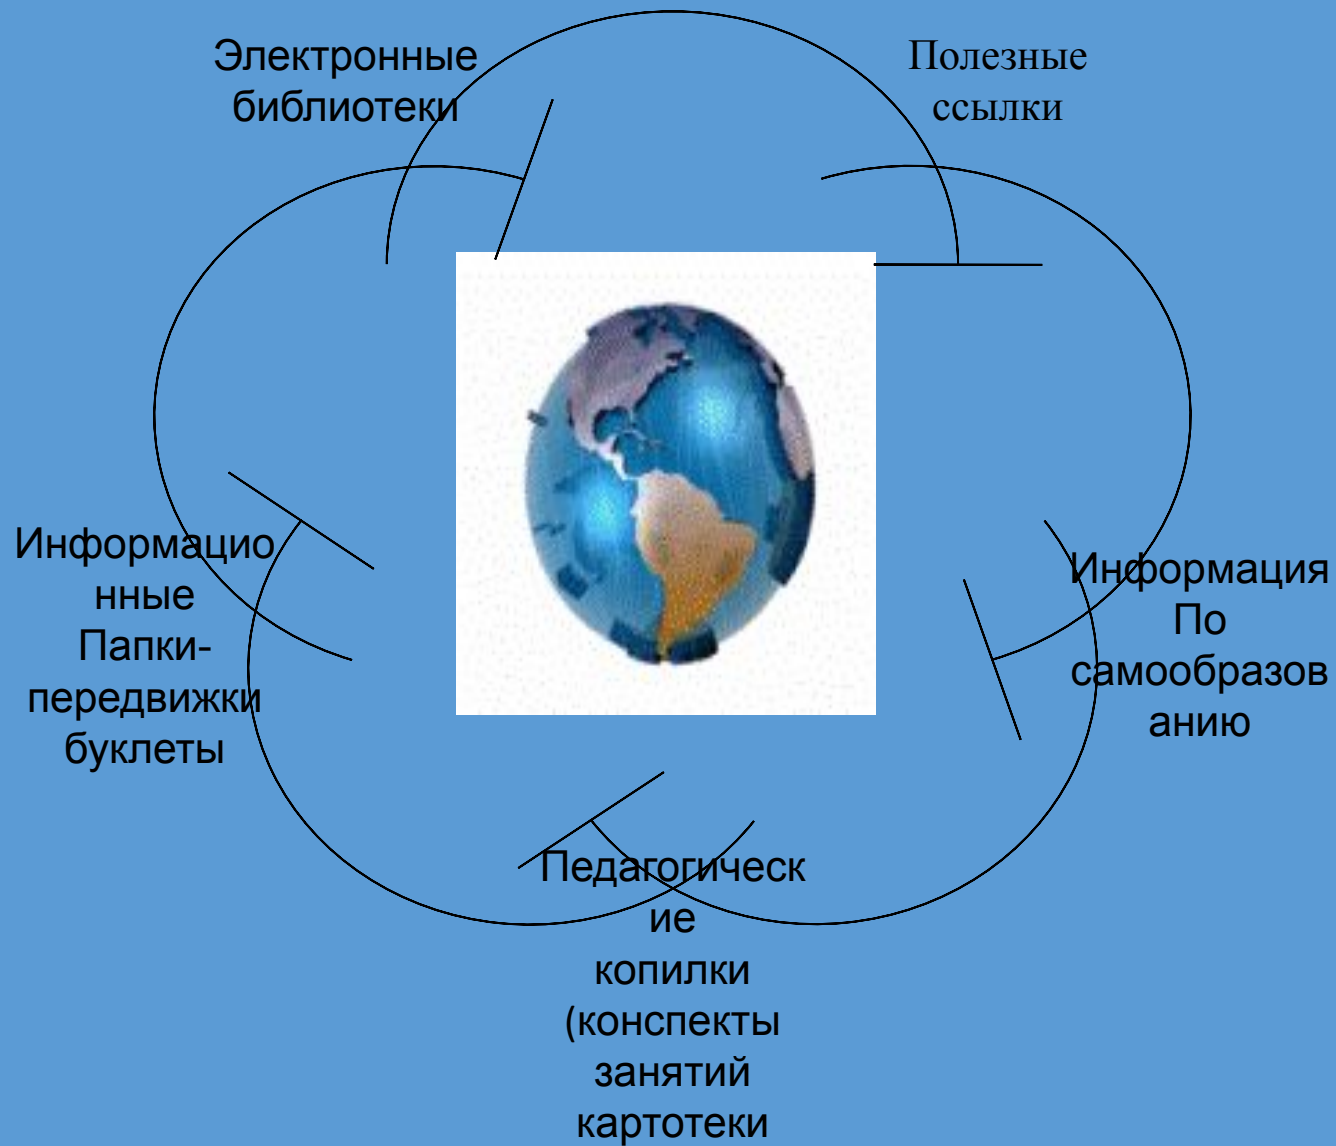 Электронные
библиотеки
Полезные
ссылки
Информацио
нные
Папки-
передвижки
буклеты
Информация
По
самообразов
анию
Педагогическ
ие
копилки
(конспекты
занятий
картотеки